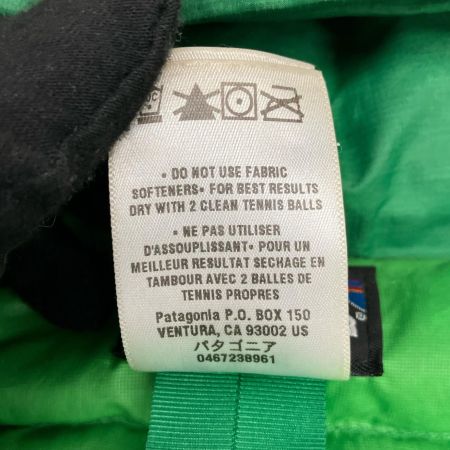 • DO NOT USE FABRIC
SOFTENERS• FOR BEST RESULTS
DRY WITH 2 CLEAN TENNIS BALLS
• NE PAS UTILISER
D'ASSOUPLISSANT• POUR UN
MEILLEUR RESULTAT SECHAGE EN
TAMBOUR AVEC 2 BALLES DE
TENNIS PROPRES
Patagonia P.O. BOX 150
VENTURA, CA 93002 US
パタゴニア
0467238961